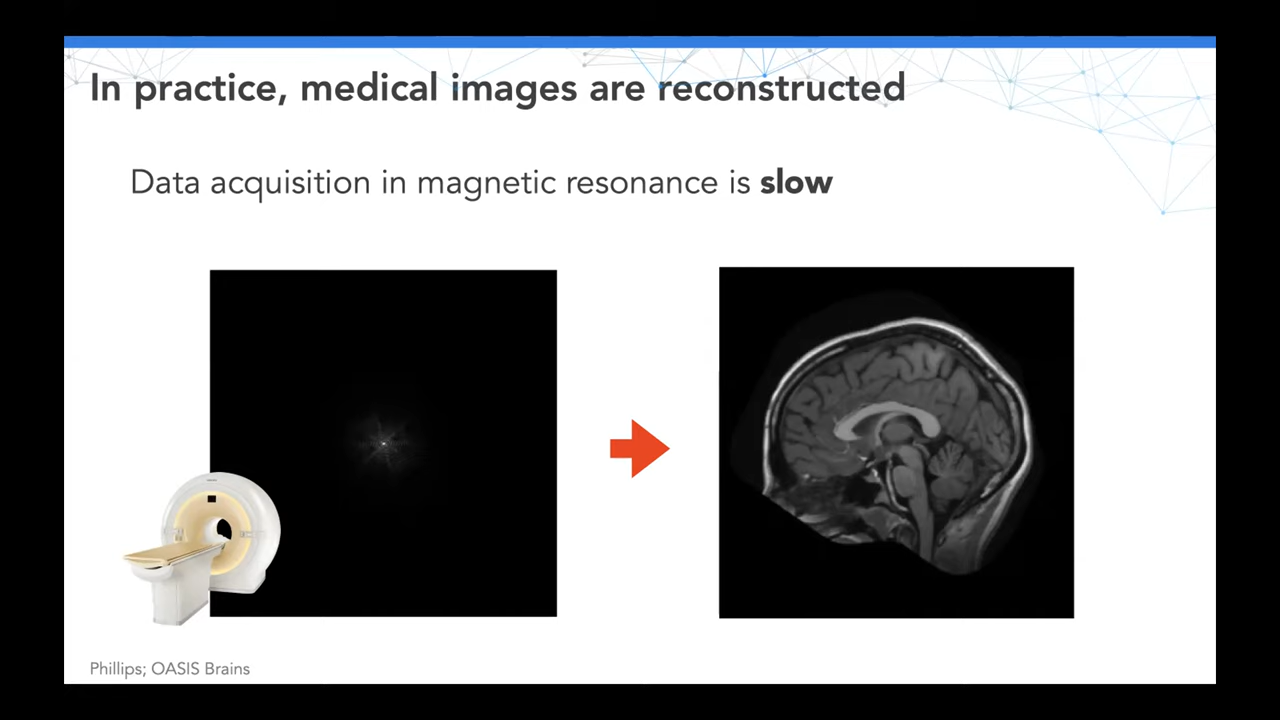 In practice, medical images are reconstructed
Data acquisition in magnetic resonance is slow
Phillips; OASIS Brains